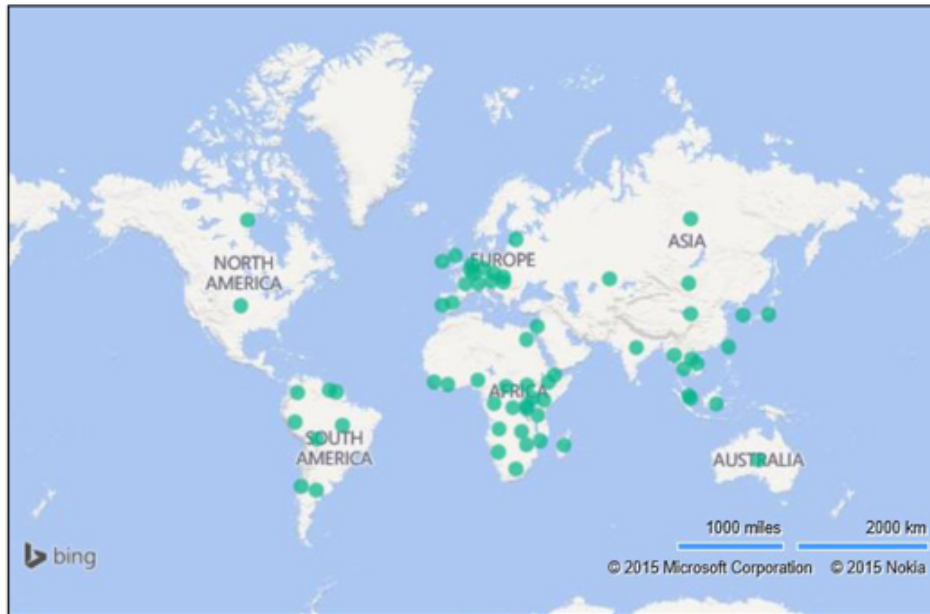 ASIA
EUROPE
NORTH
AMERICA
AFRICA
SOUTH
AMERICA
AUSTRALIA
1000 miles 2000 km
bing
© 2015 Microsoft Corporation © 2015 Nokia